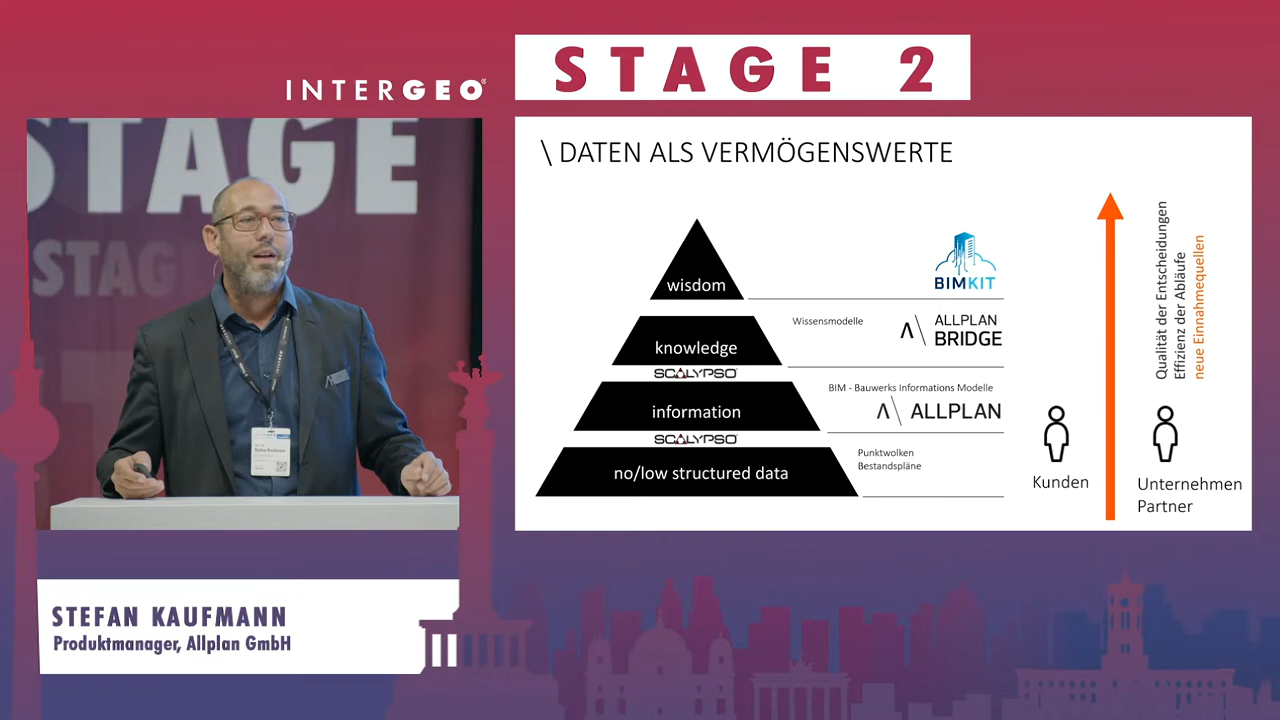 INTERGEO®
STAGE 2
STAGE
STAG
\ DATEN ALS VERMÖGENSWERTE
wisdom
BIMKIT
knowledge
Wissensmodelle
ALLPLAN
BRIDGE
SCALYPSO
information
BIM - Bauwerks Informations Modelle
ALLPLAN
SCALYPSO
no/low structured data
Punktwolken
Bestandspläne
Kunden
Qualität der Entscheidungen
Effizienz der Abläufe
neue Einnahmequellen
Unternehmen
Partner
STEFAN KAUFMANN
Produktmanager, Allplan GmbH